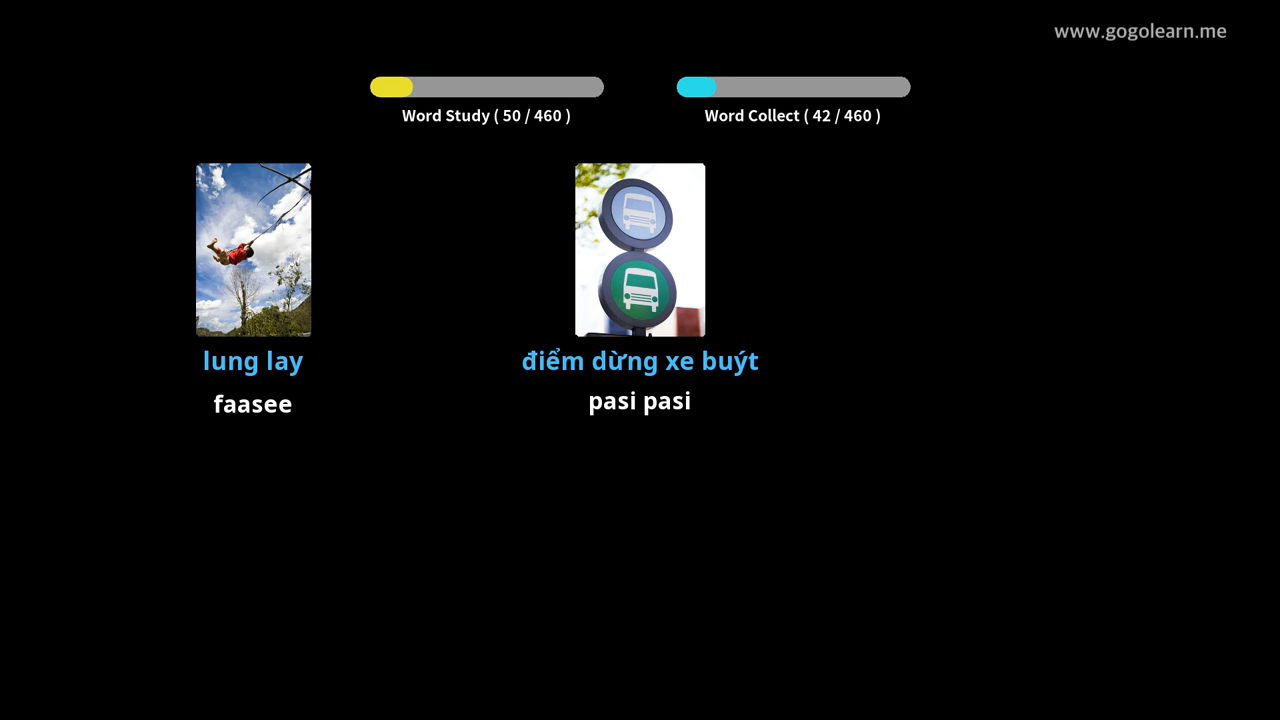 www.gogolearn.me
Word Study ( 50 / 460 )
Word Collect ( 42 / 460 )
lung lay
faasee
điểm dừng xe buýt
pasi pasi